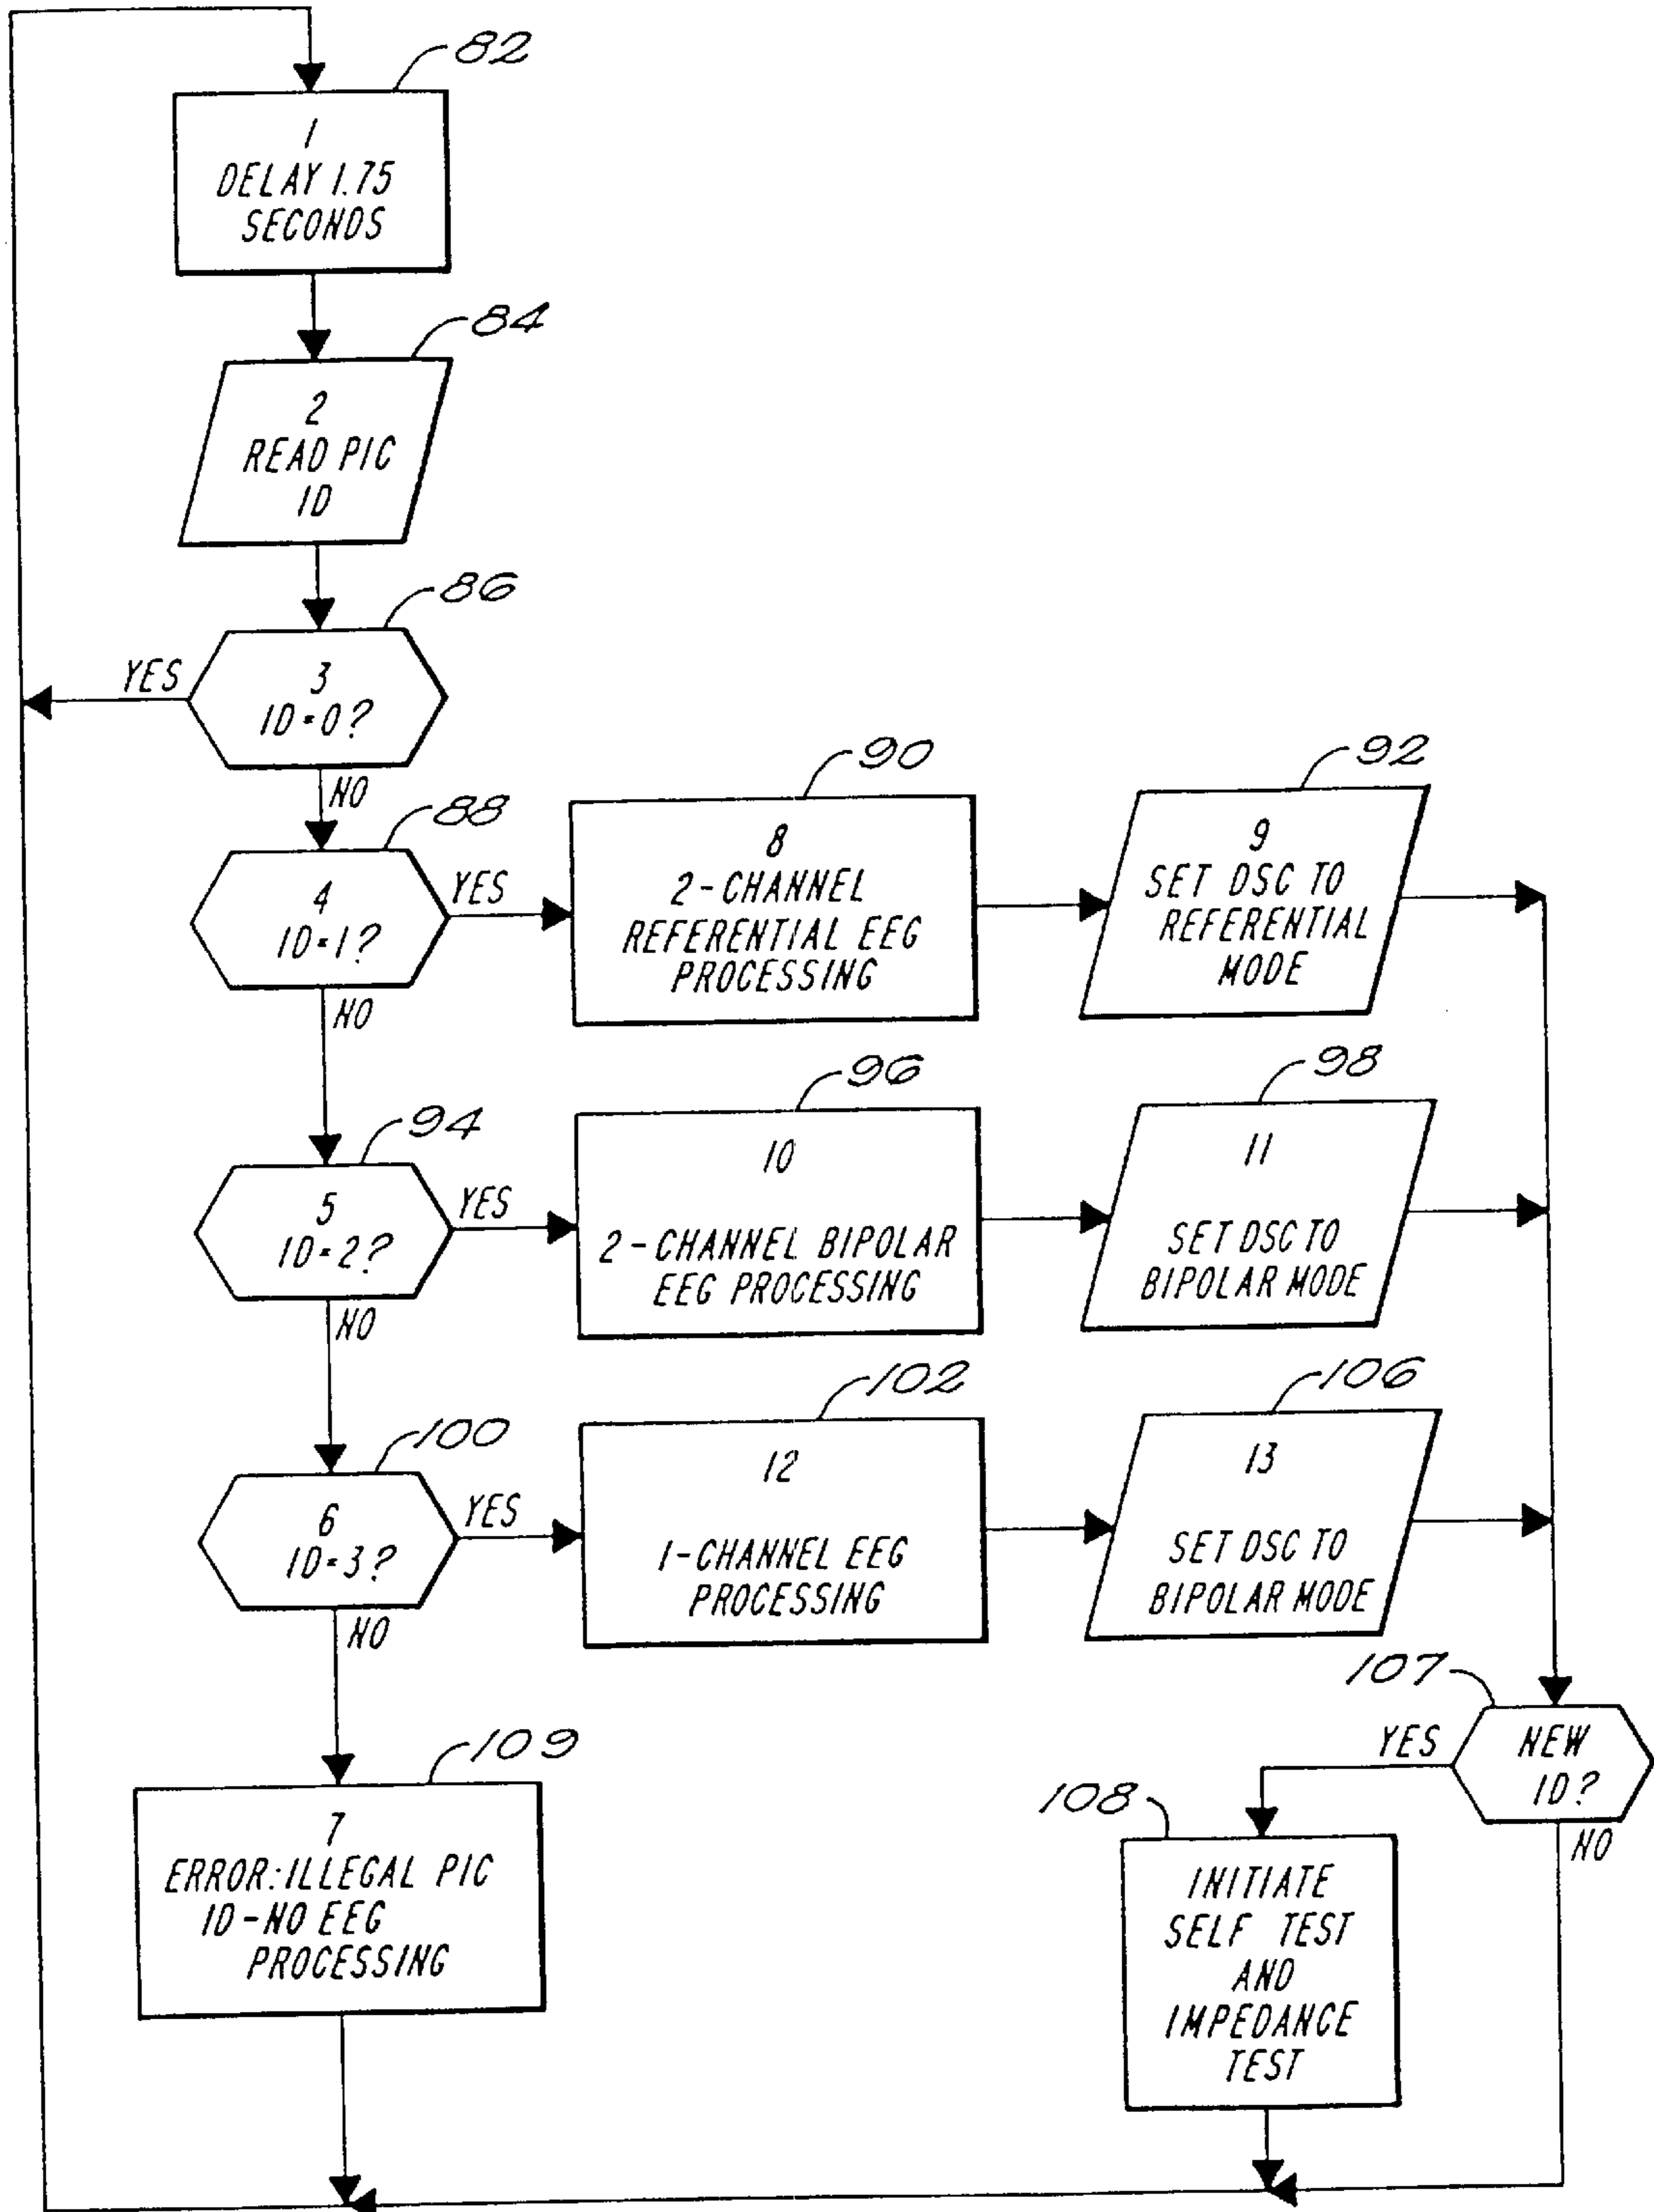 82
1
DELAY 1.75
SECONDS
84
2
READ PIC
ID
86
YES
3
ID=0?
NO
88
4
ID=1?
YES
NO
90
8
2-CHANNEL
REFERENTIAL EEG
PROCESSING
92
9
SET DSC TO
REFERENTIAL
MODE
94
5
ID=2?
YES
NO
96
10
2-CHANNEL BIPOLAR
EEG PROCESSING
98
11
SET DSC TO
BIPOLAR MODE
100
6
ID=3?
YES
NO
102
12
1-CHANNEL EEG
PROCESSING
106
13
SET DSC TO
BIPOLAR MODE
107
NEW
ID?
YES
NO
109
7
ERROR:ILLEGAL PIC
ID-NO EEG
PROCESSING
108
INITIATE
SELF TEST
AND
IMPEDANCE
TEST